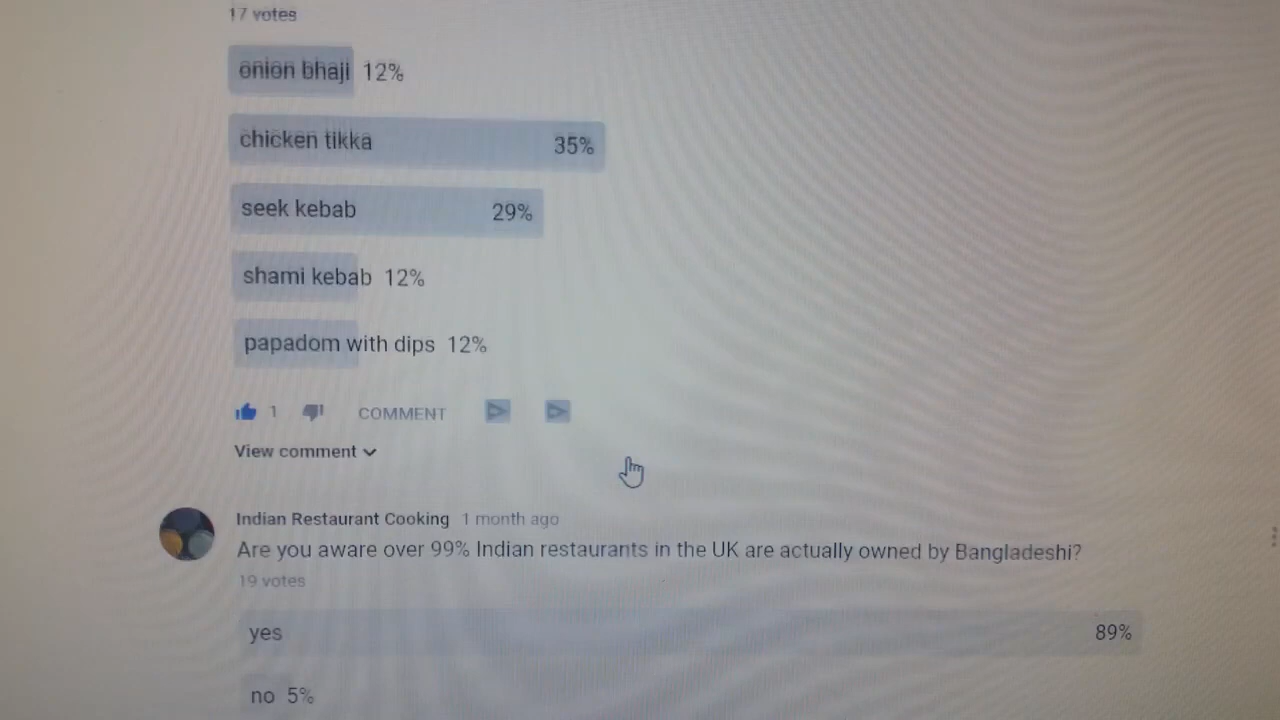 17 votes
onion bhaji 12%
chicken tikka 35%
seek kebab 29%
shami kebab 12%
papadom with dips 12%
1 COMMENT
View comment
Indian Restaurant Cooking 1 month ago
Are you aware over 99% Indian restaurants in the UK are actually owned by Bangladeshi?
19 votes
yes 89%
no 5%